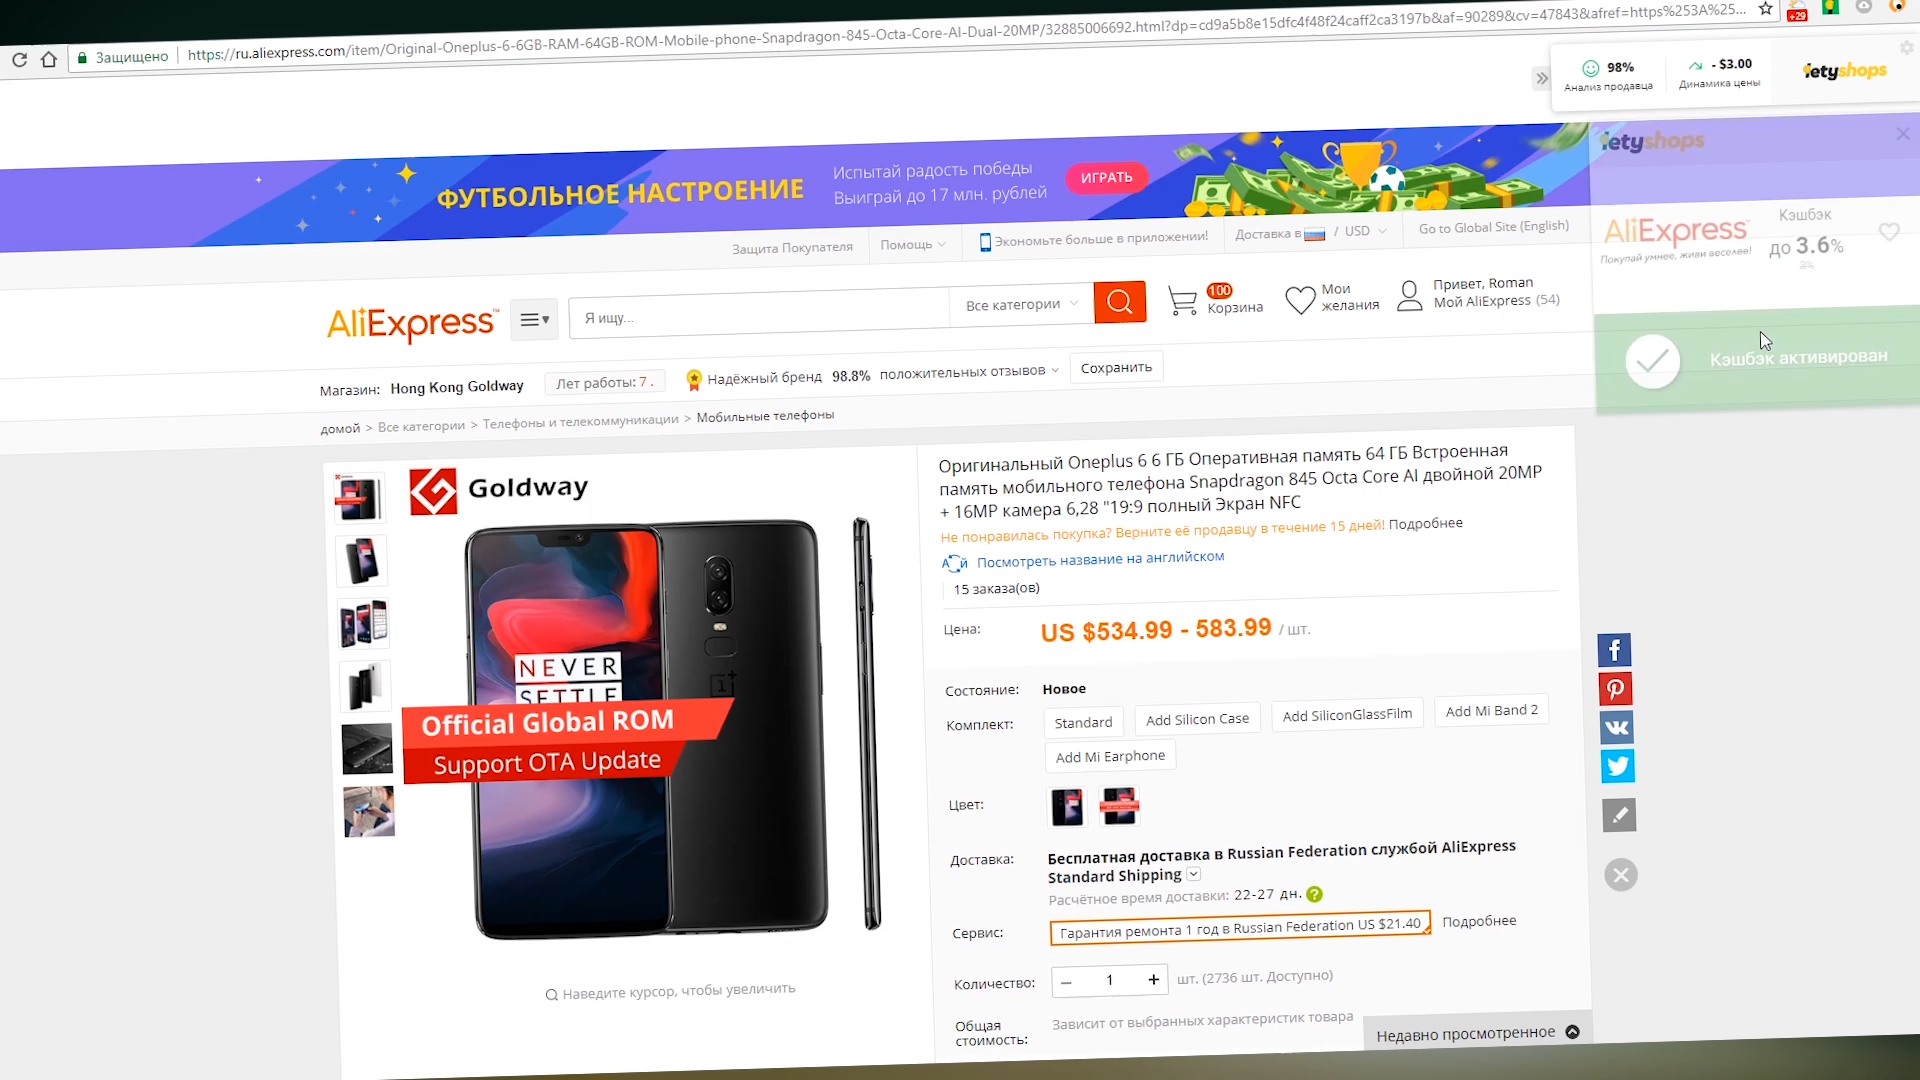 Защищено
https://ru.aliexpress.com/item/Original-Oneplus-6-6GB-RAM-64GB-ROM-Mobile-phone-Snapdragon-845-Octa-Core-AI-Dual-20MP/32885006692.html?dp=cd9a5b8e15dfc4f48f24caff2ca3197b&af=90289&cv=47843&afref=https%253A%25...
+29
98%
Анализ продавца
- $3.00
Динамика цены
letyshops
ФУТБОЛЬНОЕ НАСТРОЕНИЕ
Испытай радость победы
Выиграй до 17 млн. рублей
ИГРАТЬ
letyshops
AliExpress
Покупай умнее, живи веселее!
Кэшбэк
до 3.6%
3%
Кэшбэк активирован
Защита Покупателя
Помощь
Экономьте больше в приложении!
Доставка в / USD
Go to Global Site (English)
AliExpress
Я ищу...
Все категории
100
Корзина
Мои
желания
Привет, Roman
Мой AliExpress (54)
Магазин: Hong Kong Goldway
Лет работы: 7 .
Надёжный бренд 98.8% положительных отзывов
Сохранить
домой > Все категории > Телефоны и телекоммуникации > Мобильные телефоны
Goldway
NEVER
SETTLE
Official Global ROM
Support OTA Update
Наведите курсор, чтобы увеличить
Оригинальный Oneplus 6 6 ГБ Оперативная память 64 ГБ Встроенная
память мобильного телефона Snapdragon 845 Octa Core AI двойной 20MP
+ 16MP камера 6,28 "19:9 полный Экран NFC
Не понравилась покупка? Верните её продавцу в течение 15 дней! Подробнее
Посмотреть название на английском
15 заказа(ов)
Цена: US $534.99 - 583.99 / шт.
Состояние: Новое
Комплект: Standard Add Silicon Case Add SiliconGlassFilm Add Mi Band 2
Add Mi Earphone
Цвет:
Доставка: Бесплатная доставка в Russian Federation службой AliExpress
Standard Shipping
Расчётное время доставки: 22-27 дн. ?
Сервис: Гарантия ремонта 1 год в Russian Federation US $21.40 Подробнее
Количество: – 1 + шт. (2736 шт. Доступно)
Общая
стоимость:
Зависит от выбранных характеристик товара
Недавно просмотренное